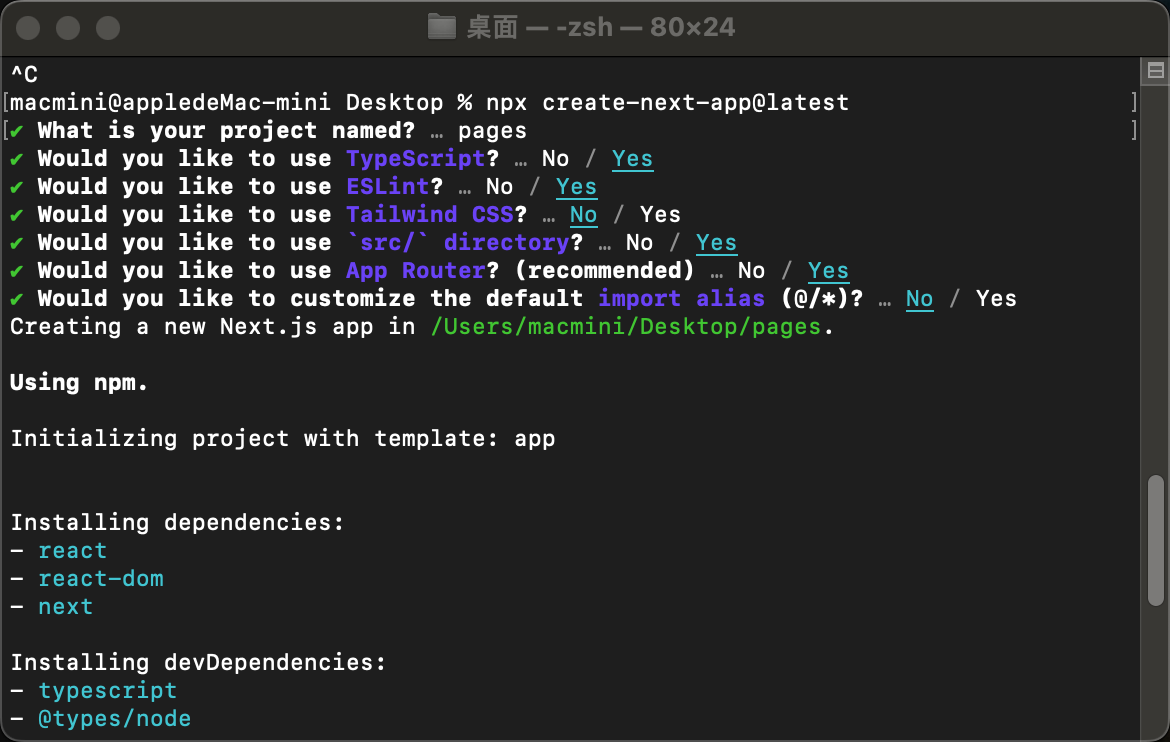 桌面 — -zsh — 80×24
^C
[macmini@appledeMac-mini Desktop % npx create-next-app@latest ]
[✔ What is your project named? … pages ]
✔ Would you like to use TypeScript? … No / Yes
✔ Would you like to use ESLint? … No / Yes
✔ Would you like to use Tailwind CSS? … No / Yes
✔ Would you like to use `src/` directory? … No / Yes
✔ Would you like to use App Router? (recommended) … No / Yes
✔ Would you like to customize the default import alias (@/*)? … No / Yes
Creating a new Next.js app in /Users/macmini/Desktop/pages.
Using npm.
Initializing project with template: app
Installing dependencies:
- react
- react-dom
- next
Installing devDependencies:
- typescript
- @types/node